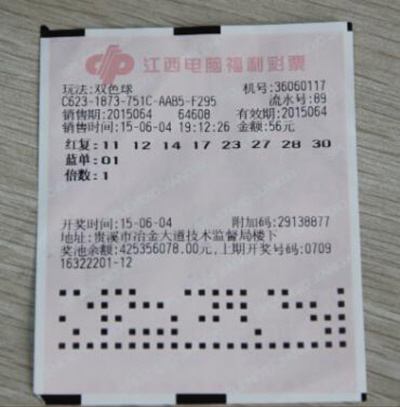 江西电脑福利彩票
玩法:双色球 机号:36060117
C623-1873-751C-AAB5-F295 流水号:89
销售期:2015064 64608 有效期:2015064
销售时间:15-06-04 19:12:26 金额:56元
红复:11 12 14 17 23 27 28 30
蓝单:01
倍数:1
开奖时间:15-06-04 附加码:29138877
地址:贵溪市冶金大道技术监督局楼下
奖池余额:425356078.00元,上期开奖号码:0709
16322201-12